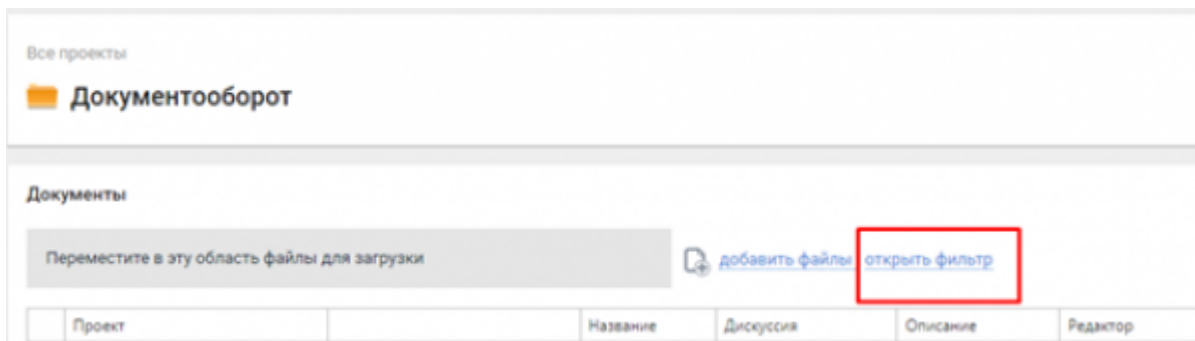 Все проекты
Документооборот
Документы
Переместите в эту область файлы для загрузки
добавить файлы открыть фильтр
Проект Название Дискуссия Описание Редактор